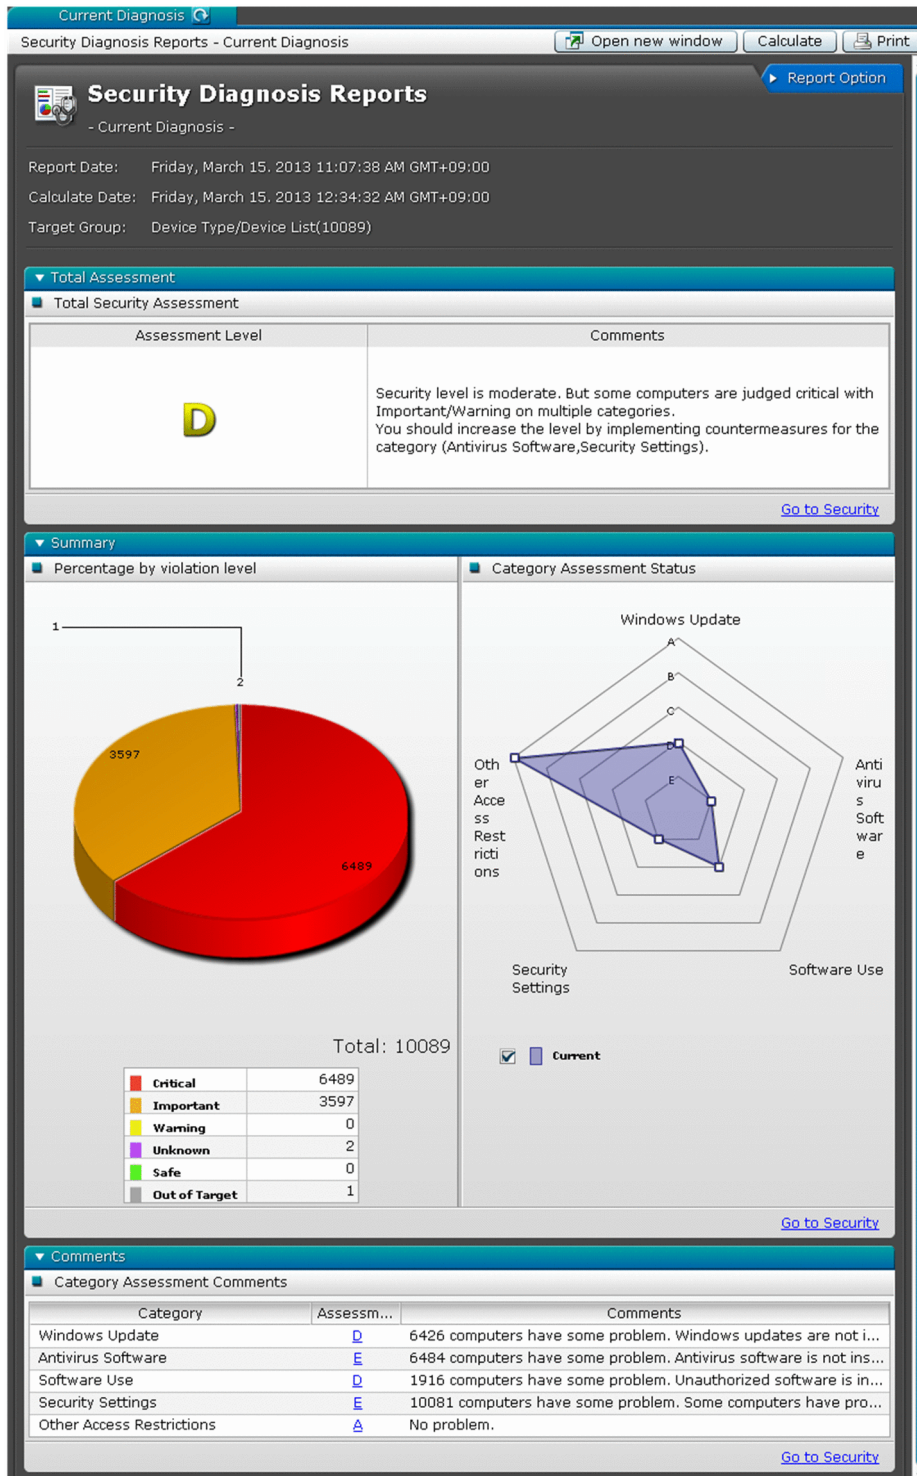 Current Diagnosis
Security Diagnosis Reports - Current Diagnosis
Open new window
Calculate
Print
Report Option
Security Diagnosis Reports
- Current Diagnosis -
Report Date: Friday, March 15. 2013 11:07:38 AM GMT+09:00
Calculate Date: Friday, March 15. 2013 12:34:32 AM GMT+09:00
Target Group: Device Type/Device List(10089)
Total Assessment
Total Security Assessment
Assessment Level
Comments
D
Security level is moderate. But some computers are judged critical with
Important/Warning on multiple categories.
You should increase the level by implementing countermeasures for the
category (Antivirus Software,Security Settings).
Go to Security
Summary
Percentage by violation level
1
2
3597
6489
Total: 10089
Critical 6489
Important 3597
Warning 0
Unknown 2
Safe 0
Out of Target 1
Category Assessment Status
Windows Update
A
B
C
D
E
Oth
er
Acce
ss
Rest
ricti
ons
Anti
viru
s
Soft
war
e
Security
Settings
Software Use
Current
Go to Security
Comments
Category Assessment Comments
Category Assessm... Comments
Windows Update D 6426 computers have some problem. Windows updates are not i...
Antivirus Software E 6484 computers have some problem. Antivirus software is not ins...
Software Use D 1916 computers have some problem. Unauthorized software is in...
Security Settings E 10081 computers have some problem. Some computers have pro...
Other Access Restrictions A No problem.
Go to Security